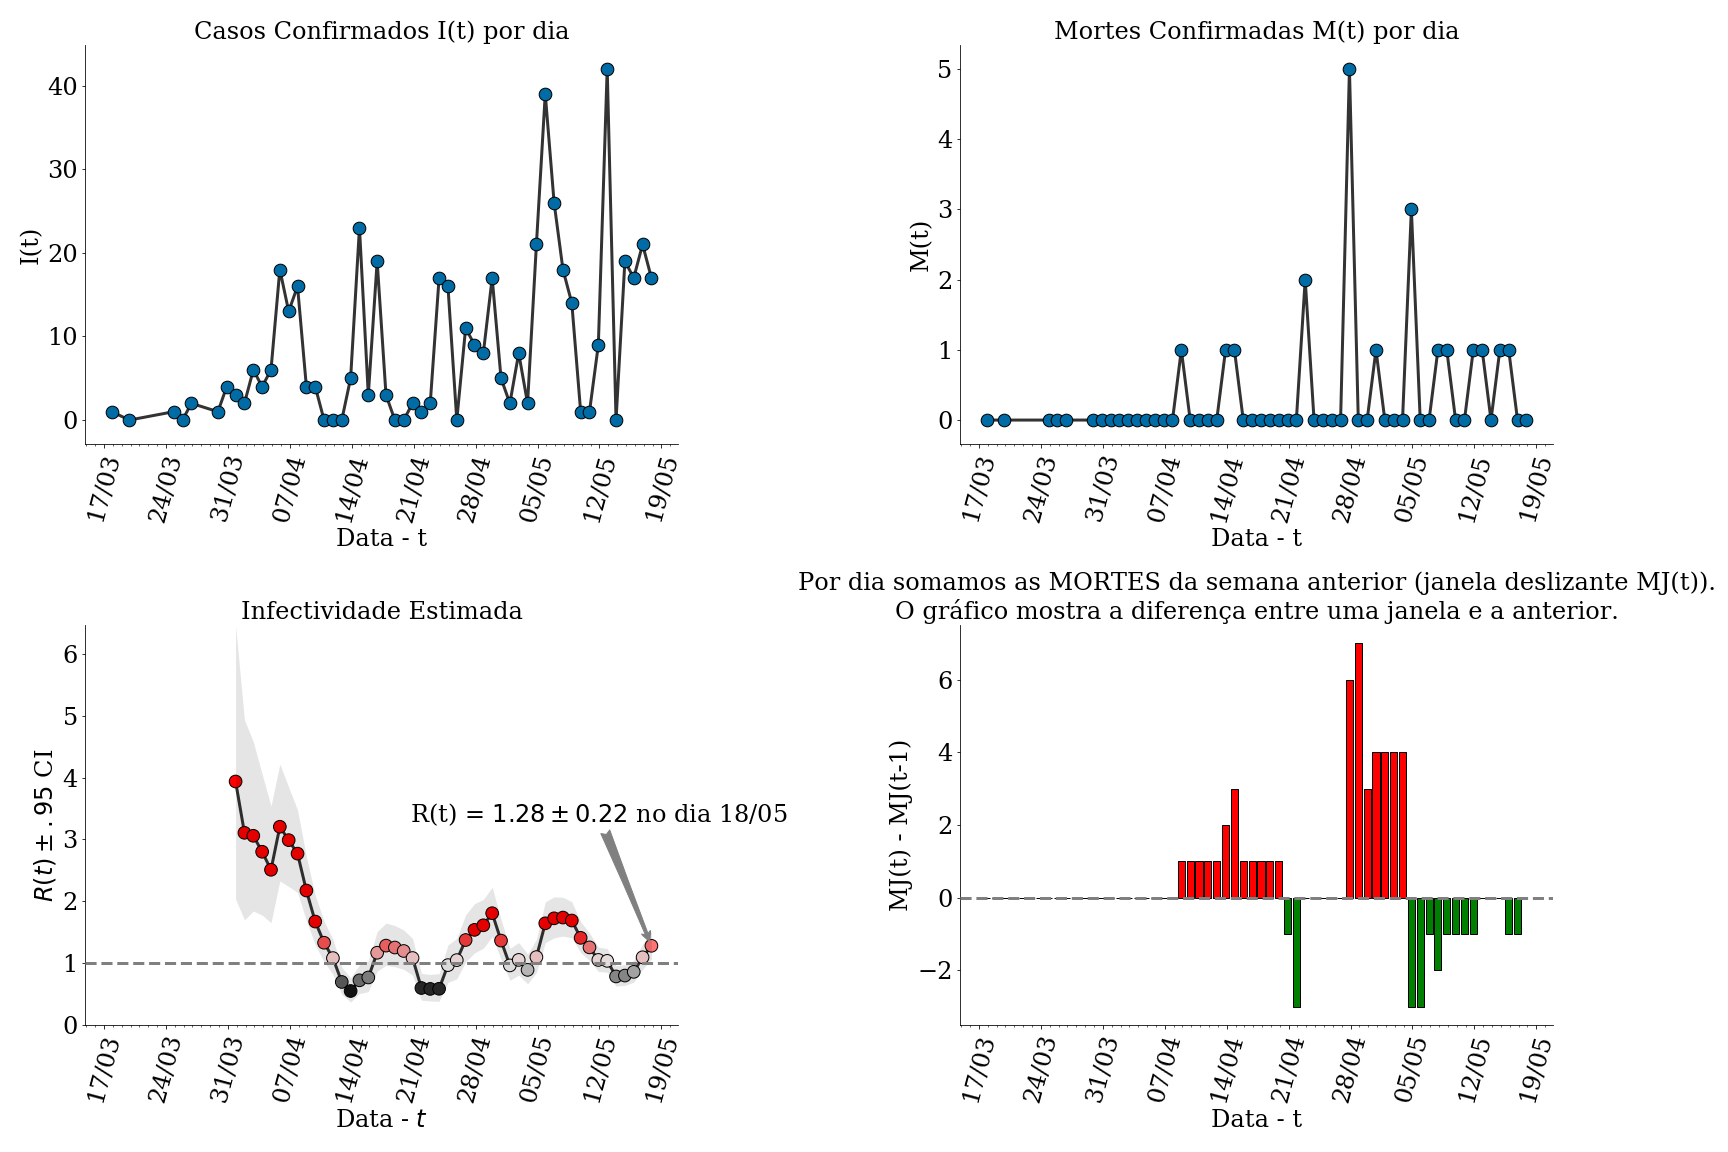 Casos Confirmados I(t) por dia
I(t)
40
30
20
10
0
17/03 24/03 31/03 07/04 14/04 21/04 28/04 05/05 12/05 19/05
Data - t
Mortes Confirmadas M(t) por dia
M(t)
5
4
3
2
1
0
17/03 24/03 31/03 07/04 14/04 21/04 28/04 05/05 12/05 19/05
Data - t
Infectividade Estimada
R(t) ± .95 CI
6
5
4
3
2
1
0
R(t) = 1.28 ± 0.22 no dia 18/05
17/03 24/03 31/03 07/04 14/04 21/04 28/04 05/05 12/05 19/05
Data - t
Por dia somamos as MORTES da semana anterior (janela deslizante MJ(t)).
O gráfico mostra a diferença entre uma janela e a anterior.
MJ(t) - MJ(t-1)
6
4
2
0
−2
17/03 24/03 31/03 07/04 14/04 21/04 28/04 05/05 12/05 19/05
Data - t